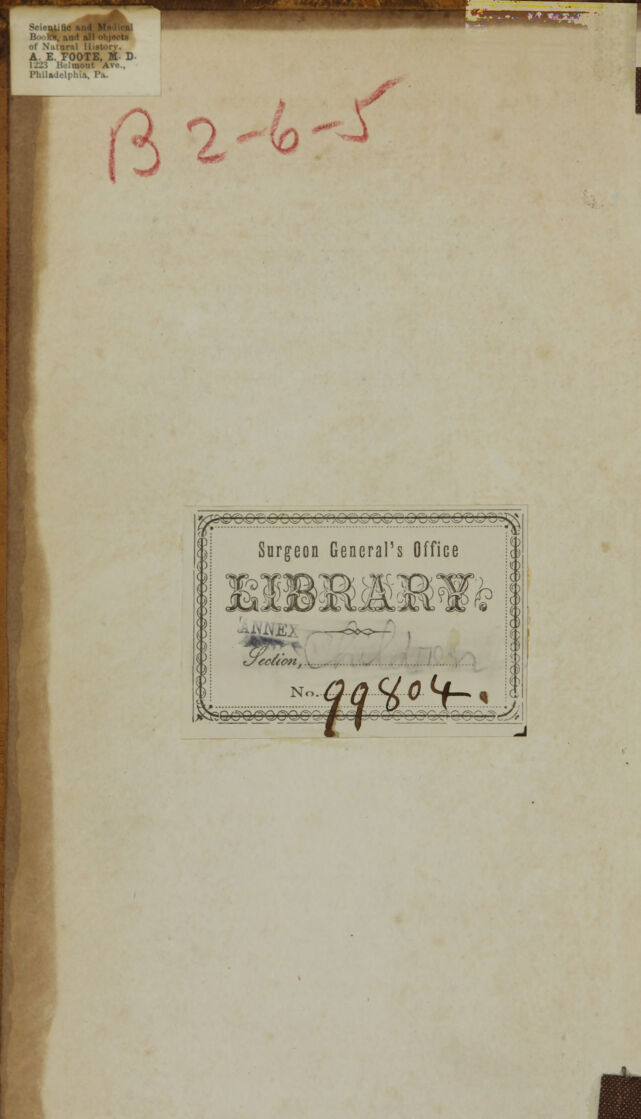 Scientific and Medical
Books, and all objects
of Natural History.
A. E. FOOTE, M. D.
1223 Belmont Ave.,
Philadelphia, Pa.
B 2-6-5
Surgeon General's Office
LIBRARY.
ANNEX
Section, Children
No. 99804.